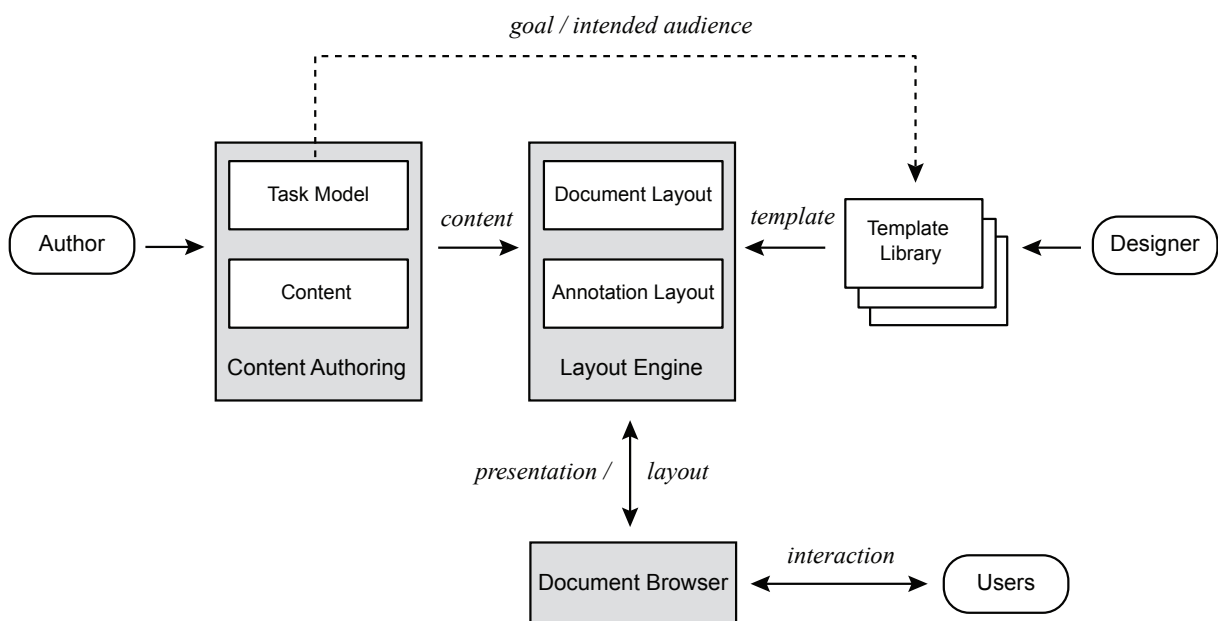 goal / intended audience
Task Model
Document Layout
content
template
Template
Library
Author
Designer
Content
Annotation Layout
Content Authoring
Layout Engine
presentation / layout
interaction
Document Browser
Users